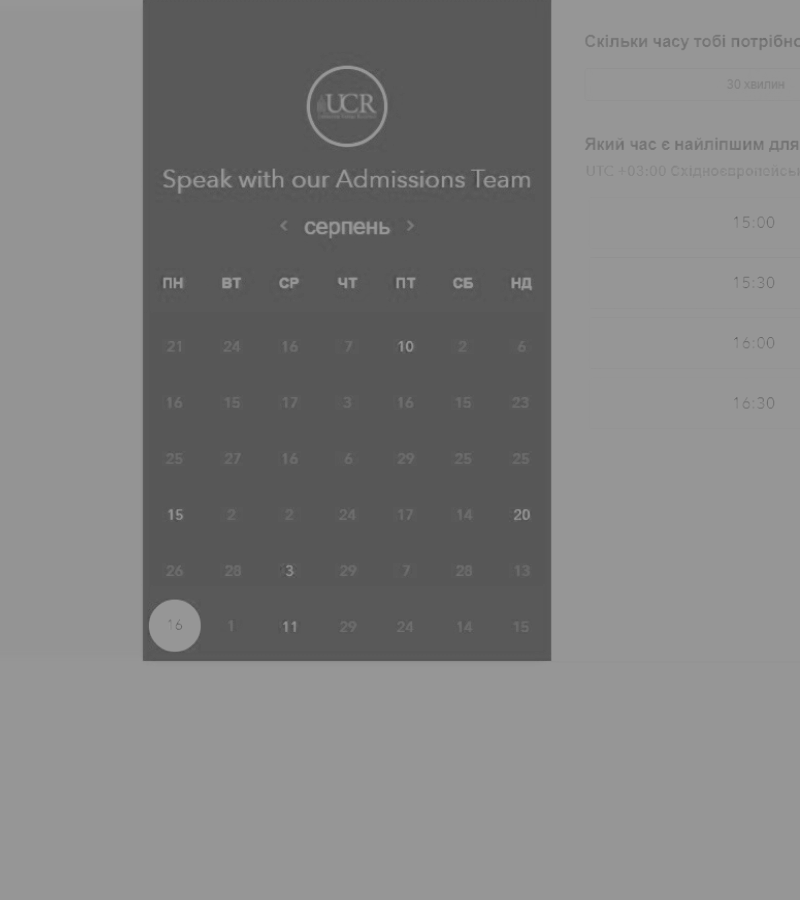 UCR
Speak with our Admissions Team
серпень
ПН ВТ СР ЧТ ПТ СБ НД
21 24 16 7 10 2 6
16 15 17 3 16 15 23
25 27 16 6 29 25 25
15 2 2 24 17 14 20
26 28 3 29 7 28 13
16 1 11 29 24 14 15
Скільки часу тобі потрібно
30 хвилин
Який час є найліпшим для
UTC +03:00 Східноєвропейськ
15:00
15:30
16:00
16:30